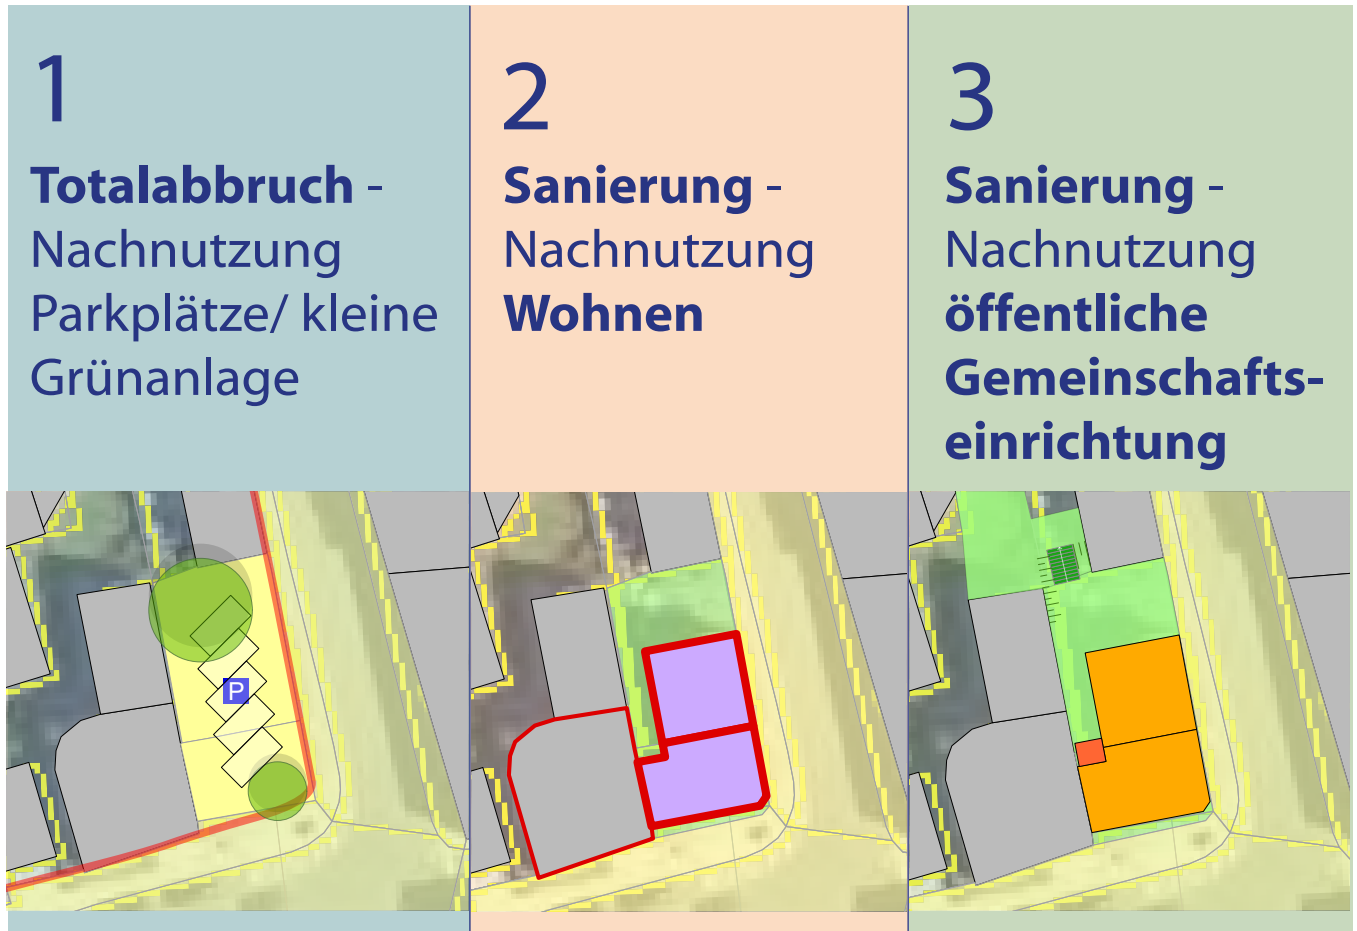 1
Totalabbruch -
Nachnutzung
Parkplätze/ kleine
Grünanlage
P
2
Sanierung -
Nachnutzung
Wohnen
3
Sanierung -
Nachnutzung
öffentliche
Gemeinschafts-
einrichtung